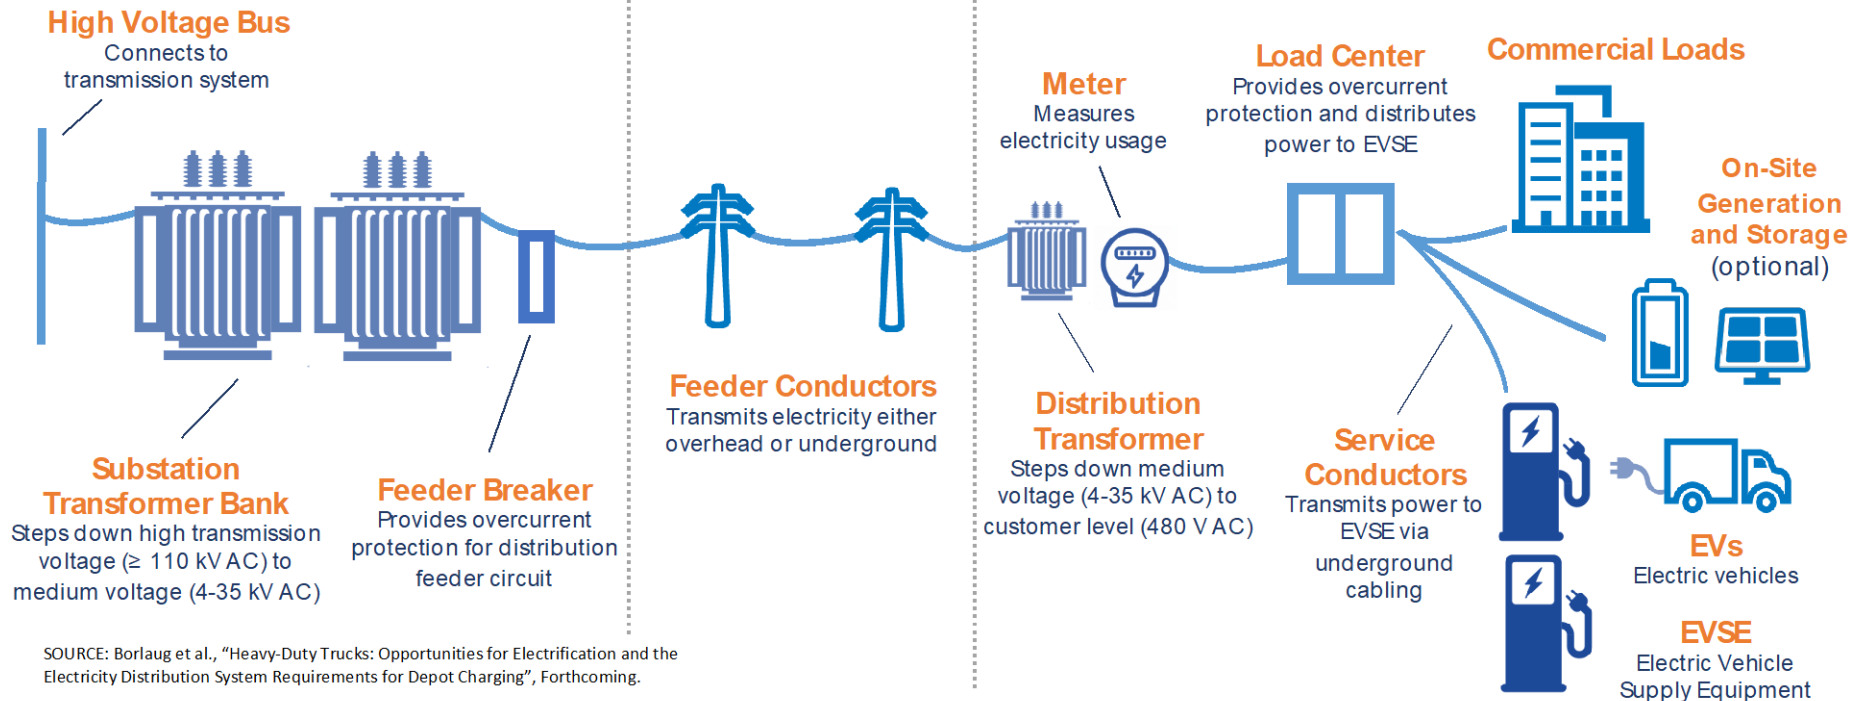 High Voltage Bus
Connects to
transmission system
Substation
Transformer Bank
Steps down high transmission
voltage (≥ 110 kV AC) to
medium voltage (4-35 kV AC)
Feeder Breaker
Provides overcurrent
protection for distribution
feeder circuit
Feeder Conductors
Transmits electricity either
overhead or underground
Meter
Measures
electricity usage
Distribution
Transformer
Steps down medium
voltage (4-35 kV AC) to
customer level (480 V AC)
Load Center
Provides overcurrent
protection and distributes
power to EVSE
Service
Conductors
Transmits power to
EVSE via
underground
cabling
Commercial Loads
On-Site
Generation
and Storage
(optional)
EVs
Electric vehicles
EVSE
Electric Vehicle
Supply Equipment
SOURCE: Borlaug et al., “Heavy-Duty Trucks: Opportunities for Electrification and the
Electricity Distribution System Requirements for Depot Charging”, Forthcoming.